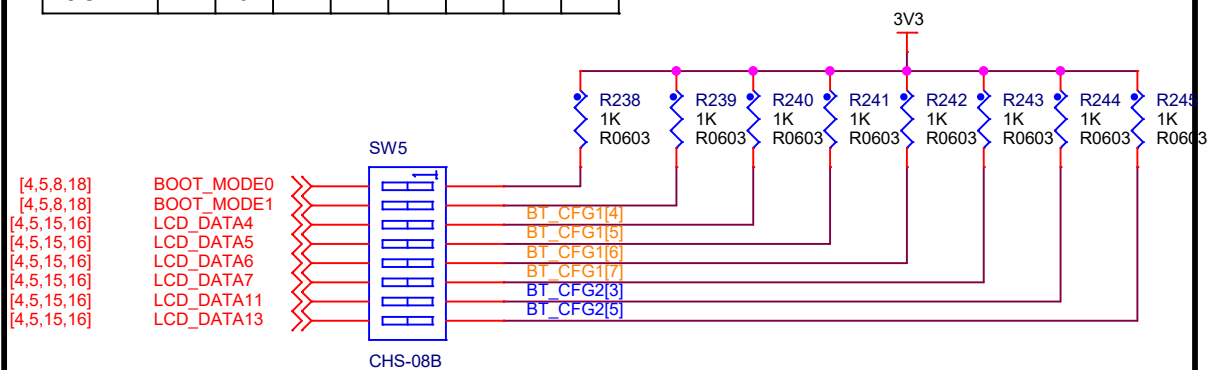 3V3
R238 R239 R240 R241 R242 R243 R244 R245
1K 1K 1K 1K 1K 1K 1K 1K
R0603 R0603 R0603 R0603 R0603 R0603 R0603 R0603
SW5
1
[4,5,8,18] BOOT_MODE0
[4,5,8,18] BOOT_MODE1
[4,5,15,16] LCD_DATA4 BT_CFG1[4]
[4,5,15,16] LCD_DATA5 BT_CFG1[5]
[4,5,15,16] LCD_DATA6 BT_CFG1[6]
[4,5,15,16] LCD_DATA7 BT_CFG1[7]
[4,5,15,16] LCD_DATA11 BT_CFG2[3]
[4,5,15,16] LCD_DATA13 BT_CFG2[5]
CHS-08B